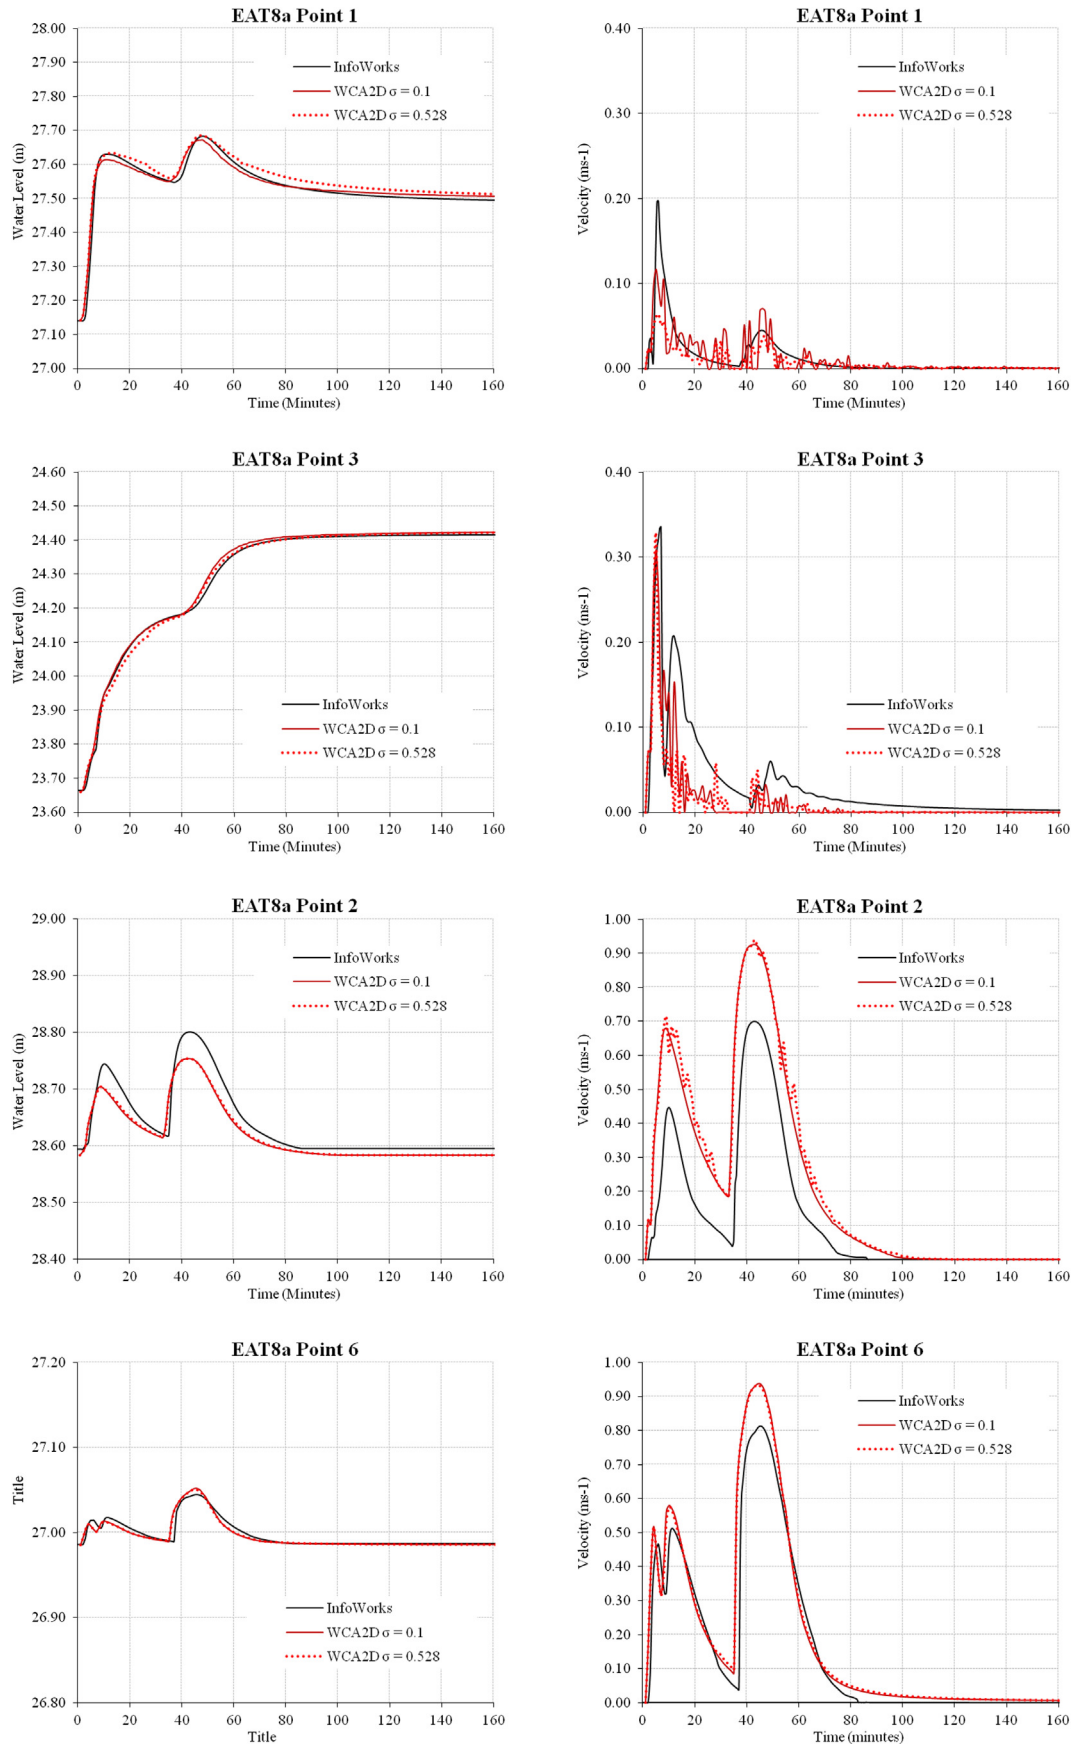 EAT8a Point 1
28.00
27.90
27.80
27.70
27.60
27.50
27.40
27.30
27.20
27.10
27.00
Water Level (m)
InfoWorks
WCA2D σ = 0.1
WCA2D σ = 0.528
0 20 40 60 80 100 120 140 160
Time (Minutes)
EAT8a Point 1
0.40
0.30
0.20
0.10
0.00
Velocity (ms-1)
InfoWorks
WCA2D σ = 0.1
WCA2D σ = 0.528
0 20 40 60 80 100 120 140 160
Time (Minutes)
EAT8a Point 3
24.60
24.50
24.40
24.30
24.20
24.10
24.00
23.90
23.80
23.70
23.60
Water Level (m)
InfoWorks
WCA2D σ = 0.1
WCA2D σ = 0.528
0 20 40 60 80 100 120 140 160
Time (Minutes)
EAT8a Point 3
0.40
0.30
0.20
0.10
0.00
Velocity (ms-1)
InfoWorks
WCA2D σ = 0.1
WCA2D σ = 0.528
0 20 40 60 80 100 120 140 160
Time (Minutes)
EAT8a Point 2
29.00
28.90
28.80
28.70
28.60
28.50
28.40
Water Level (m)
InfoWorks
WCA2D σ = 0.1
WCA2D σ = 0.528
0 20 40 60 80 100 120 140 160
Time (Minutes)
EAT8a Point 2
1.00
0.90
0.80
0.70
0.60
0.50
0.40
0.30
0.20
0.10
0.00
Velocity (ms-1)
InfoWorks
WCA2D σ = 0.1
WCA2D σ = 0.528
0 20 40 60 80 100 120 140 160
Time (minutes)
EAT8a Point 6
27.20
27.10
27.00
26.90
26.80
Title
InfoWorks
WCA2D σ = 0.1
WCA2D σ = 0.528
0 20 40 60 80 100 120 140 160
Title
EAT8a Point 6
1.00
0.90
0.80
0.70
0.60
0.50
0.40
0.30
0.20
0.10
0.00
Velocity (ms-1)
InfoWorks
WCA2D σ = 0.1
WCA2D σ = 0.528
0 20 40 60 80 100 120 140 160
Time (minutes)